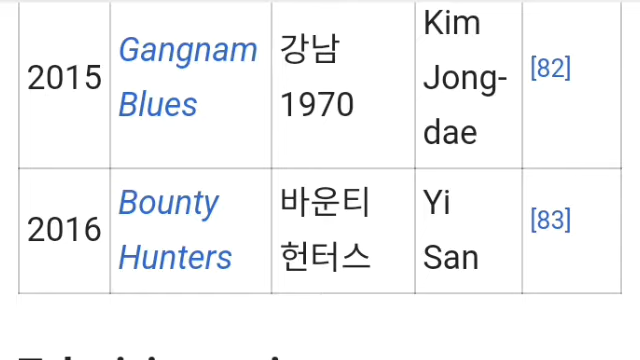 2015
Gangnam
Blues
강남
1970
Kim
Jong-
dae
[82]
2016
Bounty
Hunters
바운티
헌터스
Yi
San
[83]